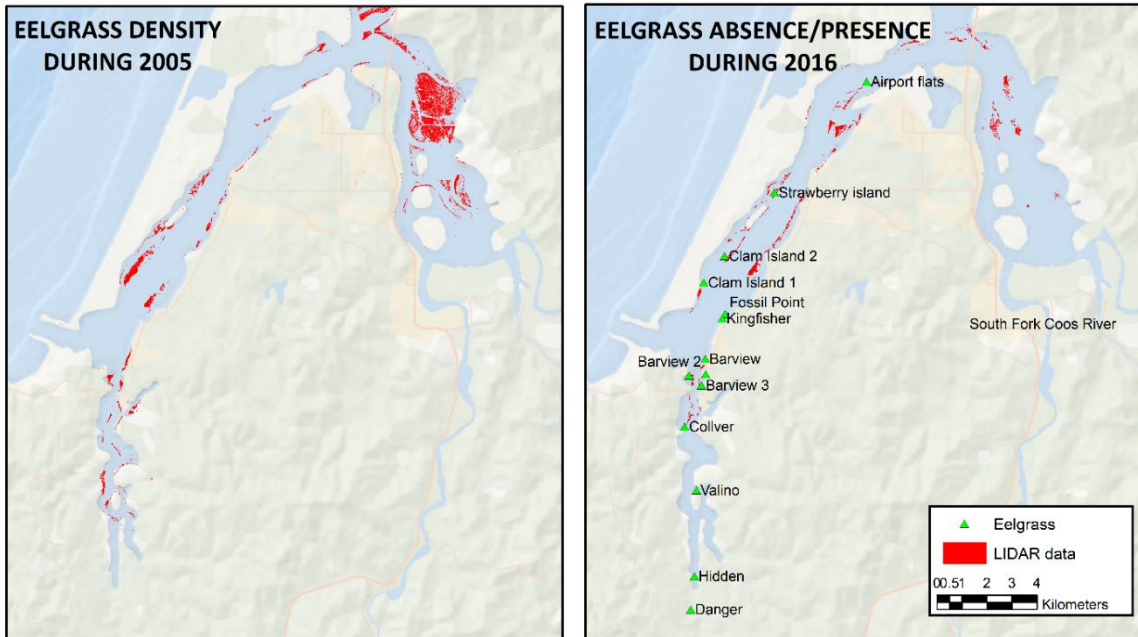 EELGRASS DENSITY
DURING 2005
EELGRASS ABSENCE/PRESENCE
DURING 2016
Airport flats
Strawberry island
Clam Island 2
Clam Island 1
Fossil Point
Kingfisher
South Fork Coos River
Barview 2
Barview
Barview 3
Collver
Valino
Hidden
Danger
Eelgrass
LIDAR data
00.51 2 3 4
Kilometers